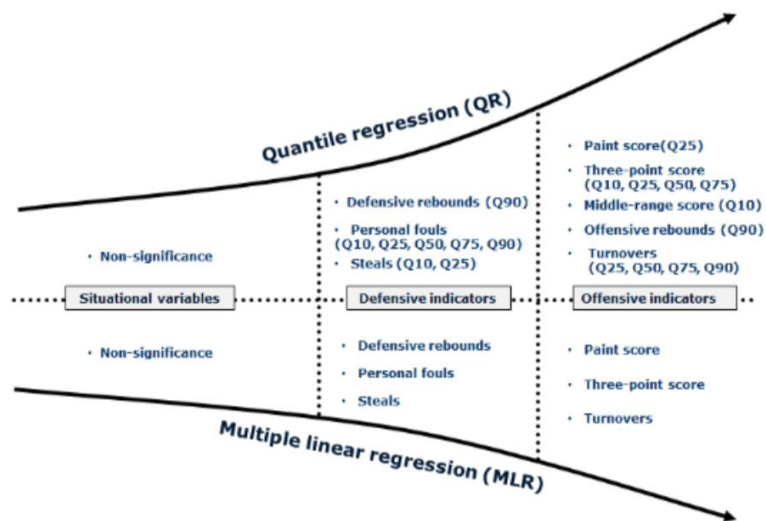 Quantile regression (QR)
• Non-significance
• Defensive rebounds (Q90)
• Personal fouls
(Q10, Q25, Q50, Q75, Q90)
• Steals (Q10, Q25)
• Paint score(Q25)
• Three-point score
(Q10, Q25, Q50, Q75)
• Middle-range score (Q10)
• Offensive rebounds (Q90)
• Turnovers
(Q25, Q50, Q75, Q90)
Situational variables
Defensive indicators
Offensive indicators
• Non-significance
• Defensive rebounds
• Personal fouls
• Steals
• Paint score
• Three-point score
• Turnovers
Multiple linear regression (MLR)